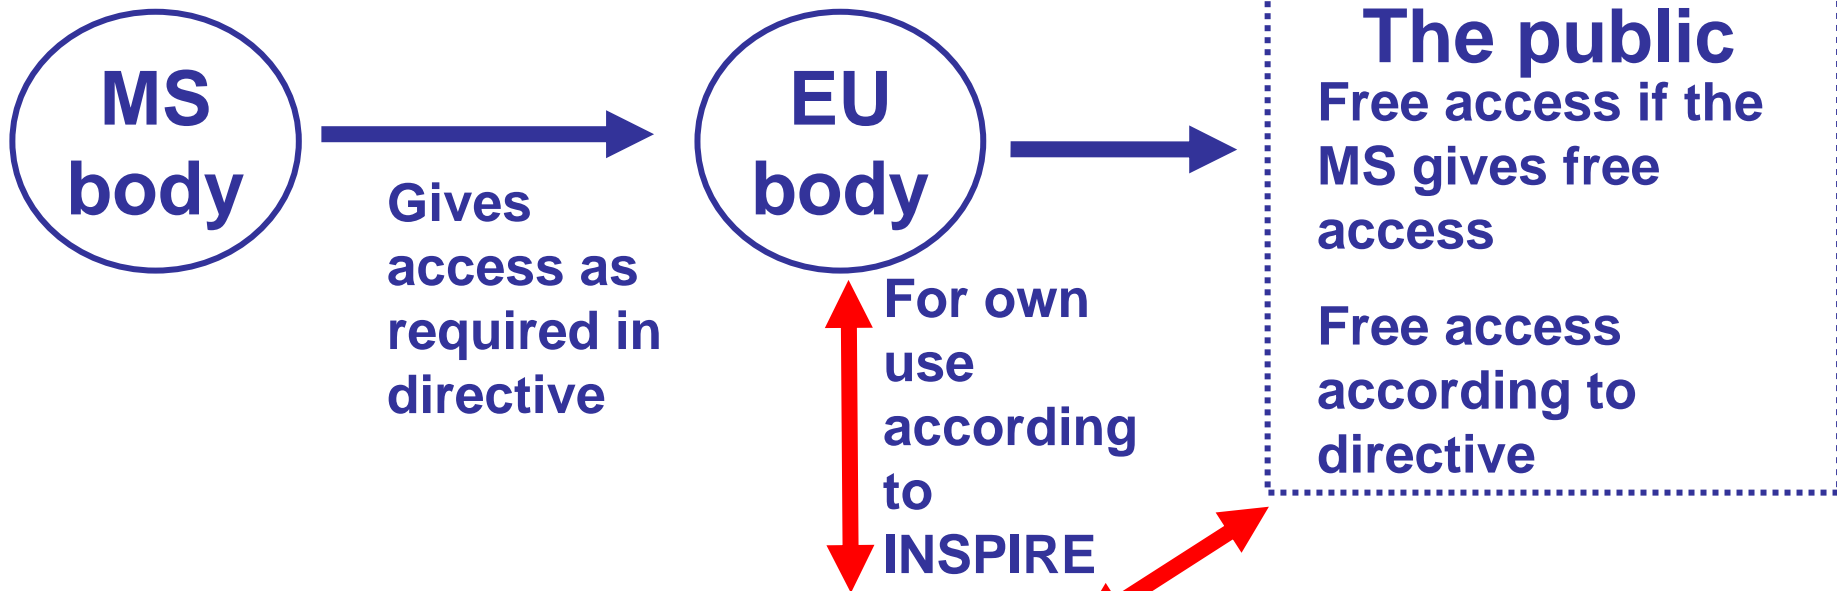 MS
body
Gives
access as
required in
directive
EU
body
For own
use
according
to
INSPIRE
The public
Free access if the
MS gives free
access
Free access
according to
directive